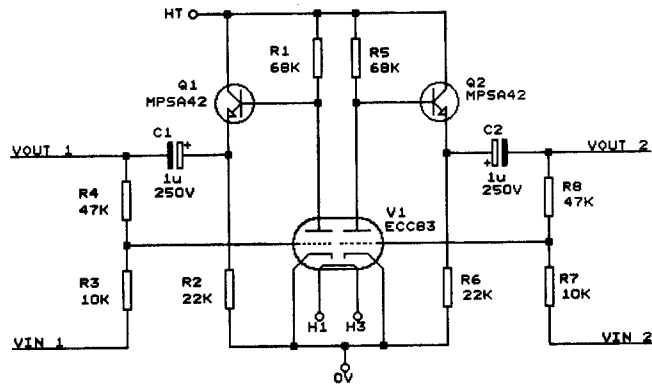 HT
R1
68K
R5
68K
Q1
MPSA42
Q2
MPSA42
VOUT 1
C1
+
1u
250V
C2
+
1u
250V
VOUT 2
R4
47K
V1
ECC83
R8
47K
R3
10K
R2
22K
R6
22K
R7
10K
H1
H3
VIN 1
VIN 2
0V